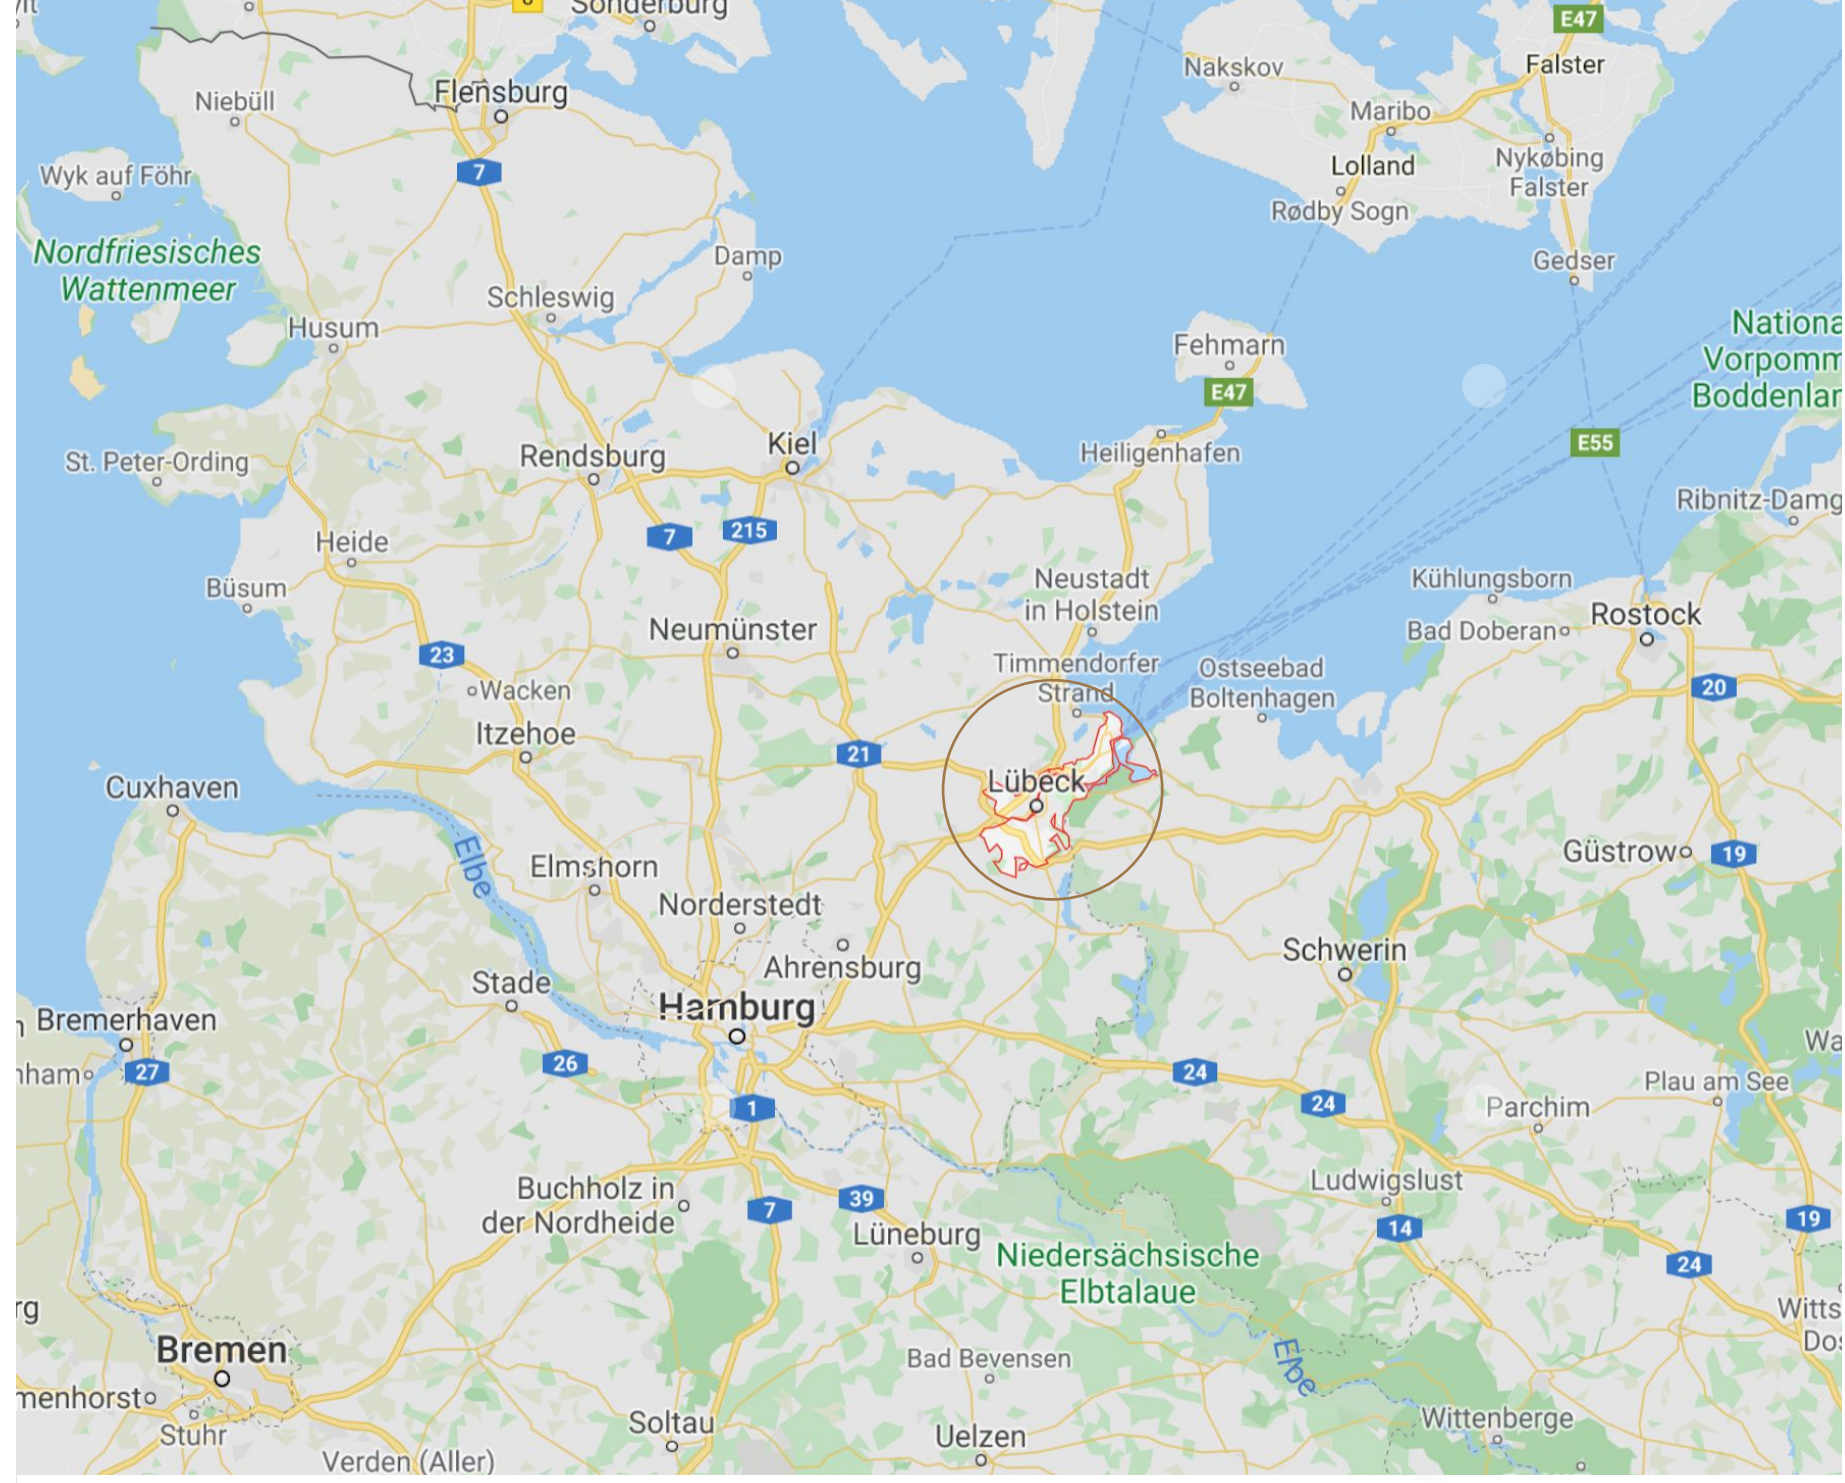 Sonderburg
E47
Falster
Nakskov
Niebüll
Flensburg
Maribo
7
Nykøbing
Falster
Lolland
Wyk auf Föhr
Rødby Sogn
Nordfriesisches
Wattenmeer
Damp
Gedser
Schleswig
Husum
Nationa
Vorpomm
Boddenlar
Fehmarn
E47
Kiel
E55
Rendsburg
Heiligenhafen
St. Peter-Ording
Ribnitz-Damg
7
215
Heide
Neustadt
in Holstein
Kühlungsborn
Büsum
Rostock
Neumünster
Bad Doberan
23
Timmendorfer
Strand
Ostseebad
Boltenhagen
Wacken
20
Itzehoe
21
Lübeck
Cuxhaven
Elbe
Güstrow
19
Elmshorn
Norderstedt
Schwerin
Ahrensburg
Stade
Hamburg
Bremerhaven
Wa
26
27
nham
24
Plau am See
1
24
Parchim
Buchholz in
der Nordheide
7
39
Ludwigslust
Lüneburg
14
19
Niedersächsische
Elbtalaue
24
rg
Witts
Dos
Bremen
Bad Bevensen
Elbe
menhorst
Stuhr
Soltau
Uelzen
Wittenberge
Verden (Aller)